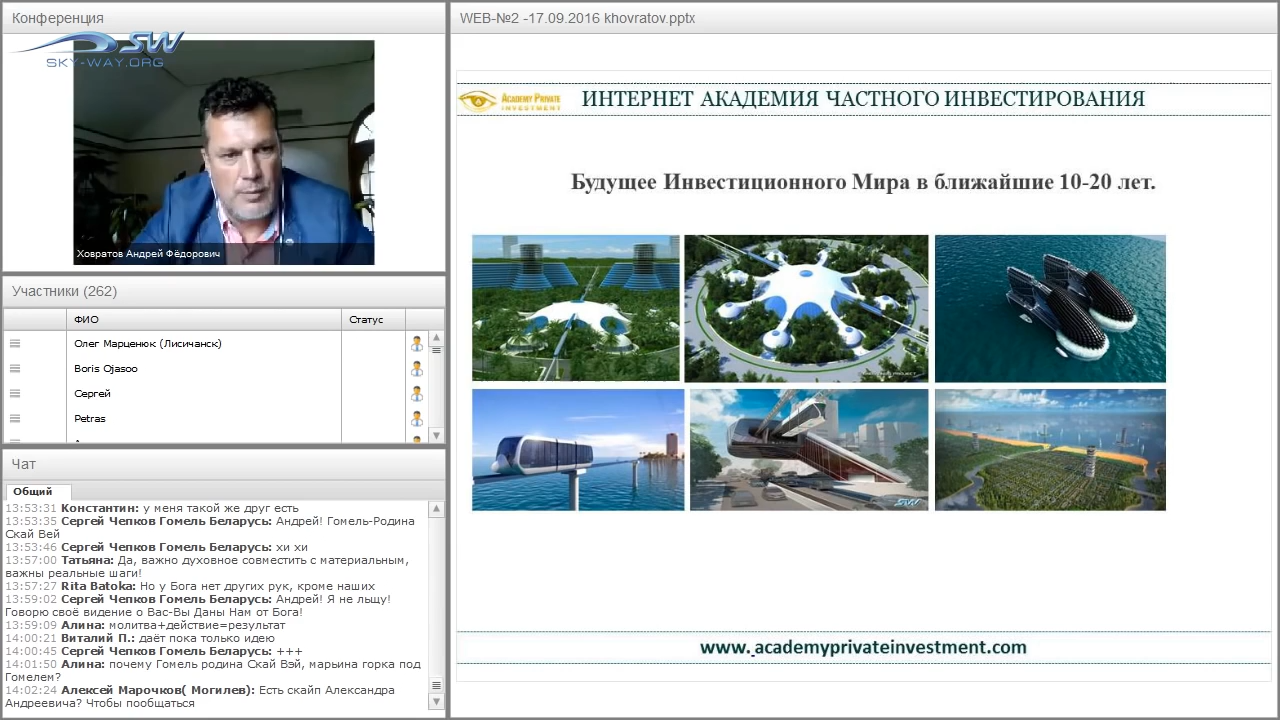 Конференция
SW
SKY-WAY.ORG
Ховратов Андрей Фёдорович
Участники (262)
ФИО
Статус
Олег Марценюк (Лисичанск)
Boris Ojasoo
Сергей
Petras
Чат
Общий
13:53:31 Константин: у меня такой же друг есть
13:53:35 Сергей Чепков Гомель Беларусь: Андрей! Гомель-Родина
Скай Вей
13:53:46 Сергей Чепков Гомель Беларусь: хи хи
13:57:00 Татьяна: Да, важно духовное совместить с материальным,
важны реальные шаги!
13:57:27 Rita Batoka: Но у Бога нет других рук, кроме наших
13:59:02 Сергей Чепков Гомель Беларусь: Андрей! Я не льщу!
Говорю своё видение о Вас-Вы Даны Нам от Бога!
13:59:09 Алина: молитва+действие=результат
14:00:21 Виталий П.: даёт пока только идею
14:00:45 Сергей Чепков Гомель Беларусь: +++
14:01:50 Алина: почему Гомель родина Скай Вэй, марьина горка под
Гомелем?
14:02:24 Алексей Марочков( Могилев): Есть скайп Александра
Андреевича? Чтобы пообщаться
WEB-№2 -17.09.2016 khovratov.pptx
ACADEMY PRIVATE
INVESTMENT
ИНТЕРНЕТ АКАДЕМИЯ ЧАСТНОГО ИНВЕСТИРОВАНИЯ
Будущее Инвестиционного Мира в ближайшие 10-20 лет.
SW
www._academyprivateinvestment.com